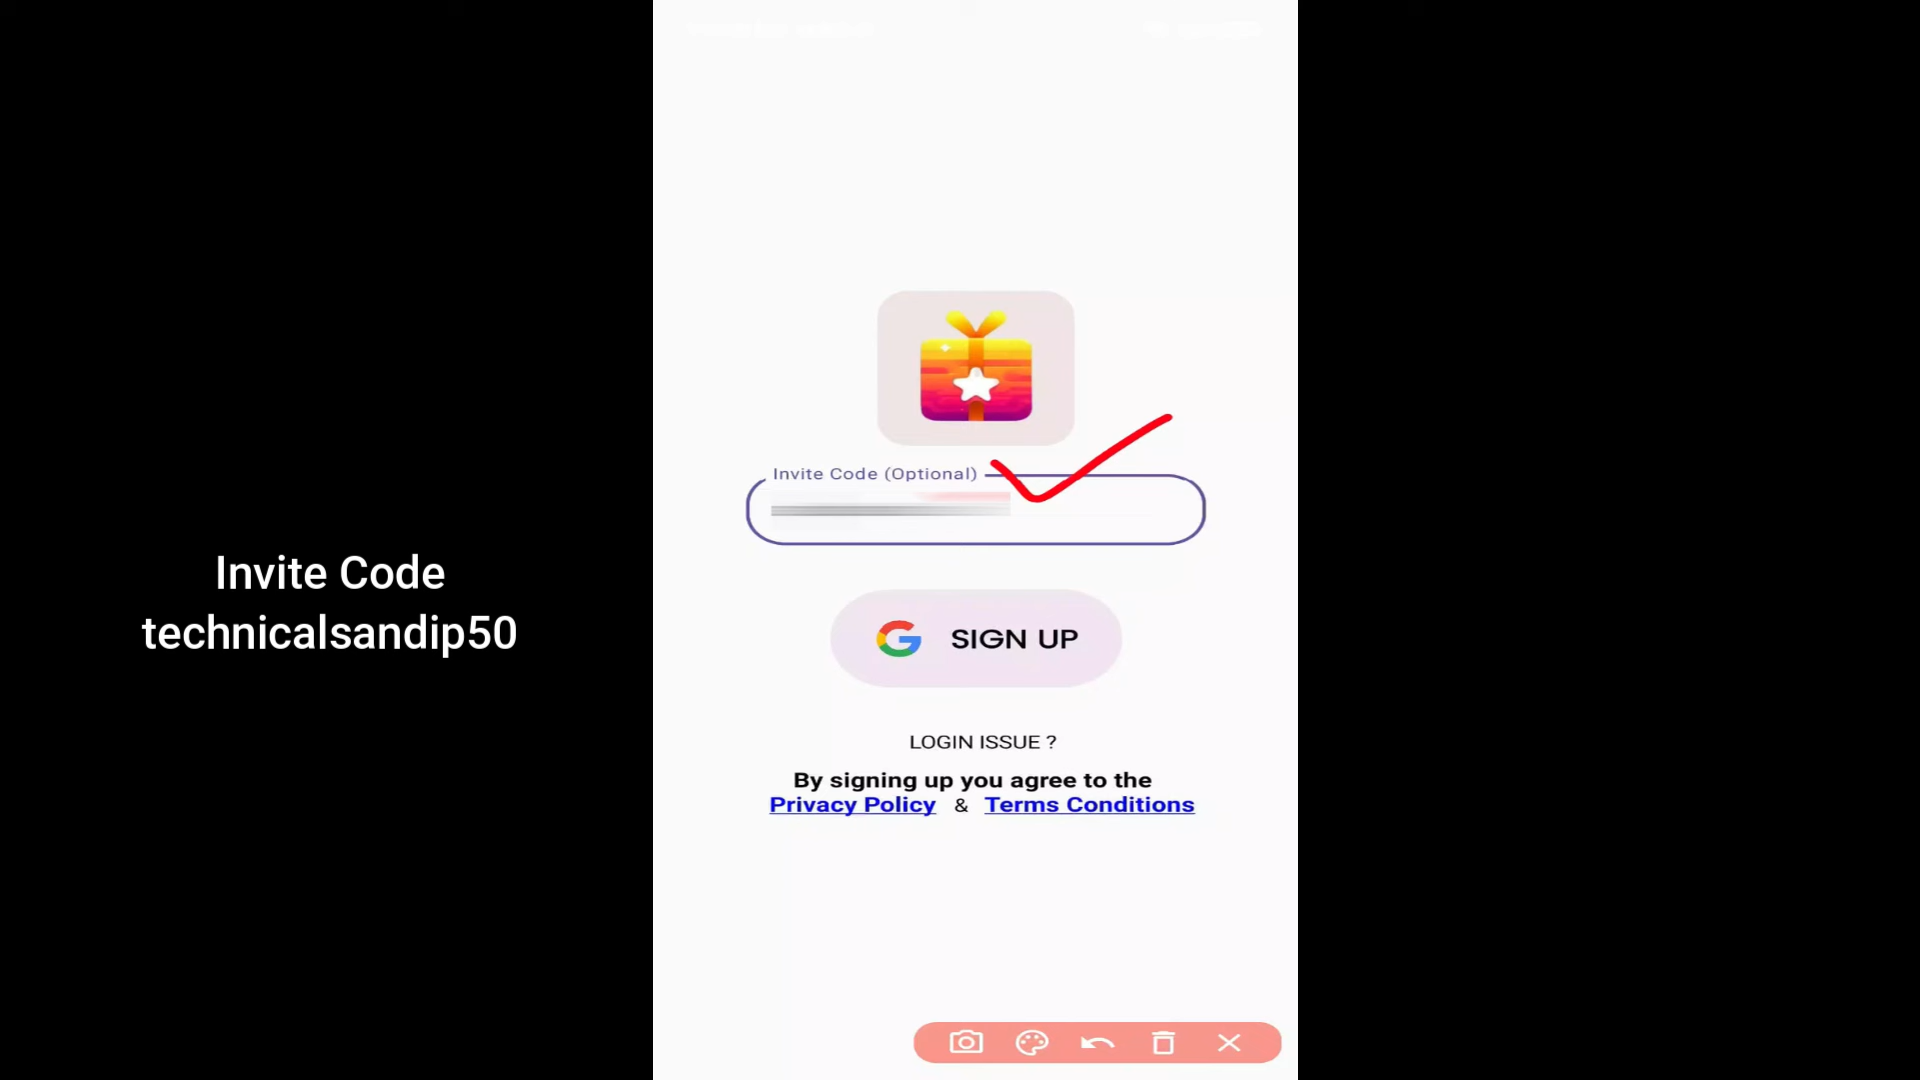 Invite Code
technicalsandip50
Invite Code (Optional)
SIGN UP
LOGIN ISSUE ?
By signing up you agree to the
Privacy Policy & Terms Conditions